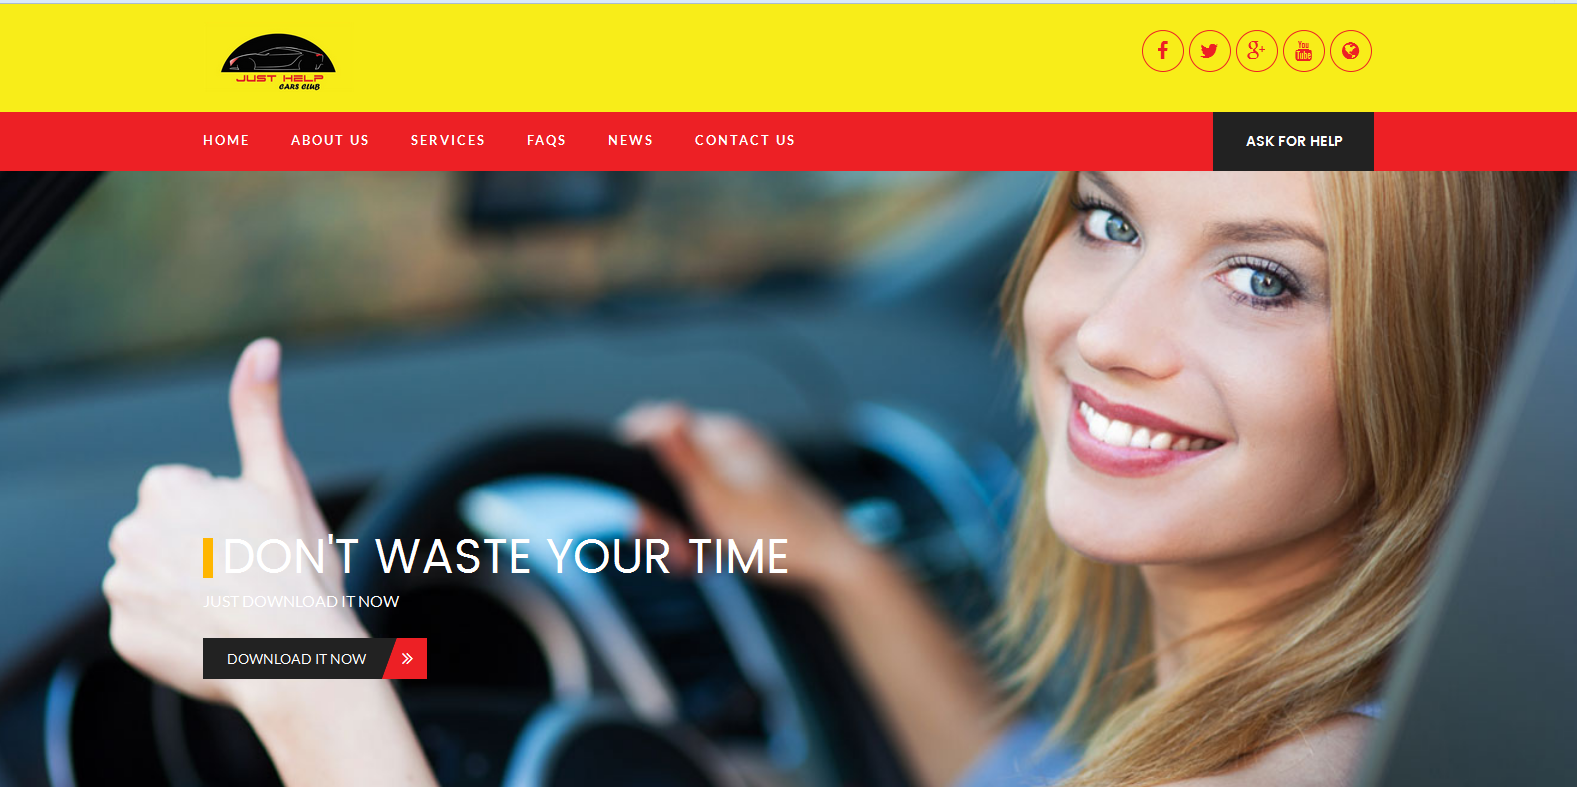 JUST HELP
CARS CLUB
You
Tube
HOME ABOUT US SERVICES FAQS NEWS CONTACT US ASK FOR HELP
DON'T WASTE YOUR TIME
JUST DOWNLOAD IT NOW
DOWNLOAD IT NOW